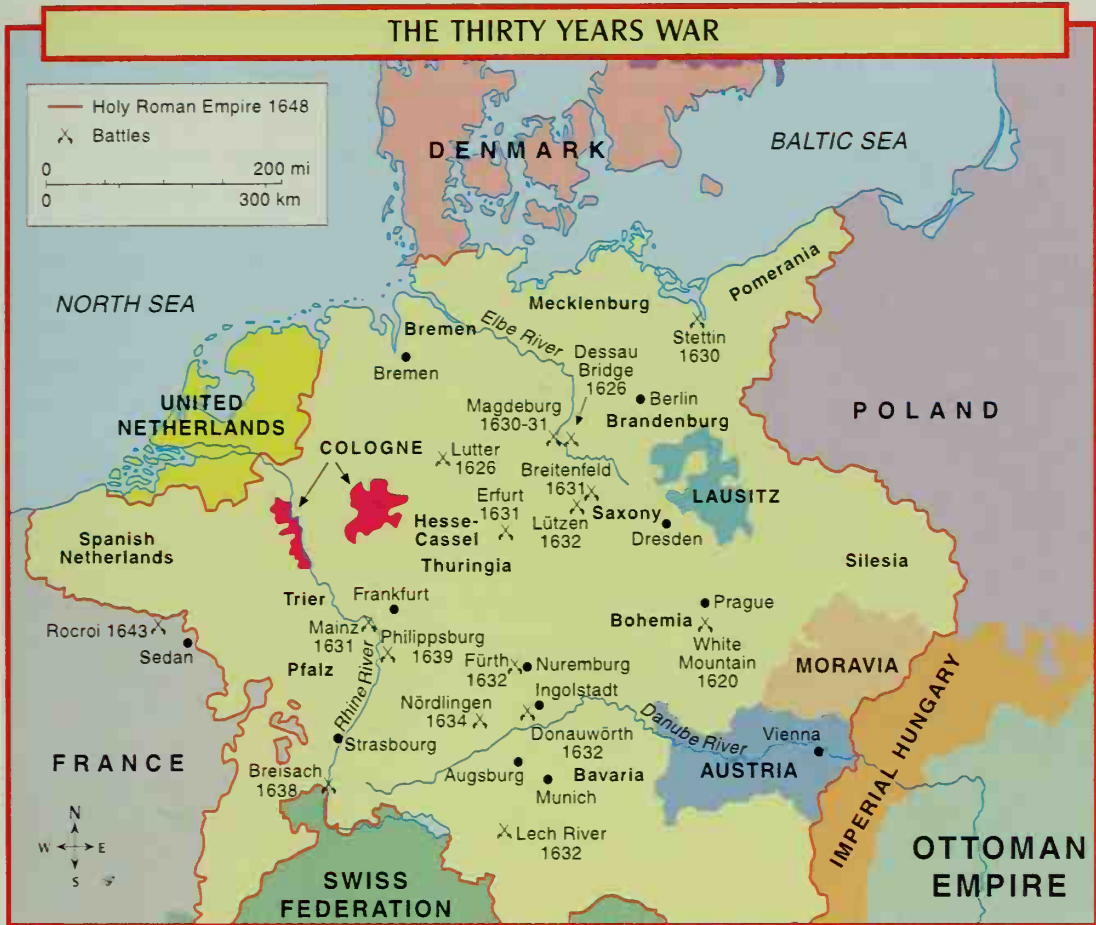 THE THIRTY YEARS WAR
Holy Roman Empire 1648
Battles
0 200 mi
0 300 km
DENMARK
BALTIC SEA
NORTH SEA
Pomerania
Mecklenburg
Stettin
1630
Bremen
Elbe River
Bremen
Dessau
Bridge
1626
Berlin
Brandenburg
POLAND
UNITED
NETHERLANDS
Magdeburg
1630-31
COLOGNE
Lutter
1626
Breitenfeld
1631
LAUSITZ
Erfurt
1631
Lützen
1632
Saxony
Dresden
Hesse-
Cassel
Thuringia
Spanish
Netherlands
Silesia
Trier
Frankfurt
Prague
Bohemia
White
Mountain
1620
Rocroi 1643
Sedan
Mainz
1631
Philippsburg
1639
Pfalz
Rhine River
Fürth
1632
Nuremburg
MORAVIA
Ingolstadt
Nördlingen
1634
Donauwörth
1632
Danube River
Vienna
AUSTRIA
IMPERIAL HUNGARY
Strasbourg
FRANCE
Breisach
1638
Augsburg
Bavaria
Munich
Lech River
1632
N
W E
S
SWISS
FEDERATION
OTTOMAN
EMPIRE